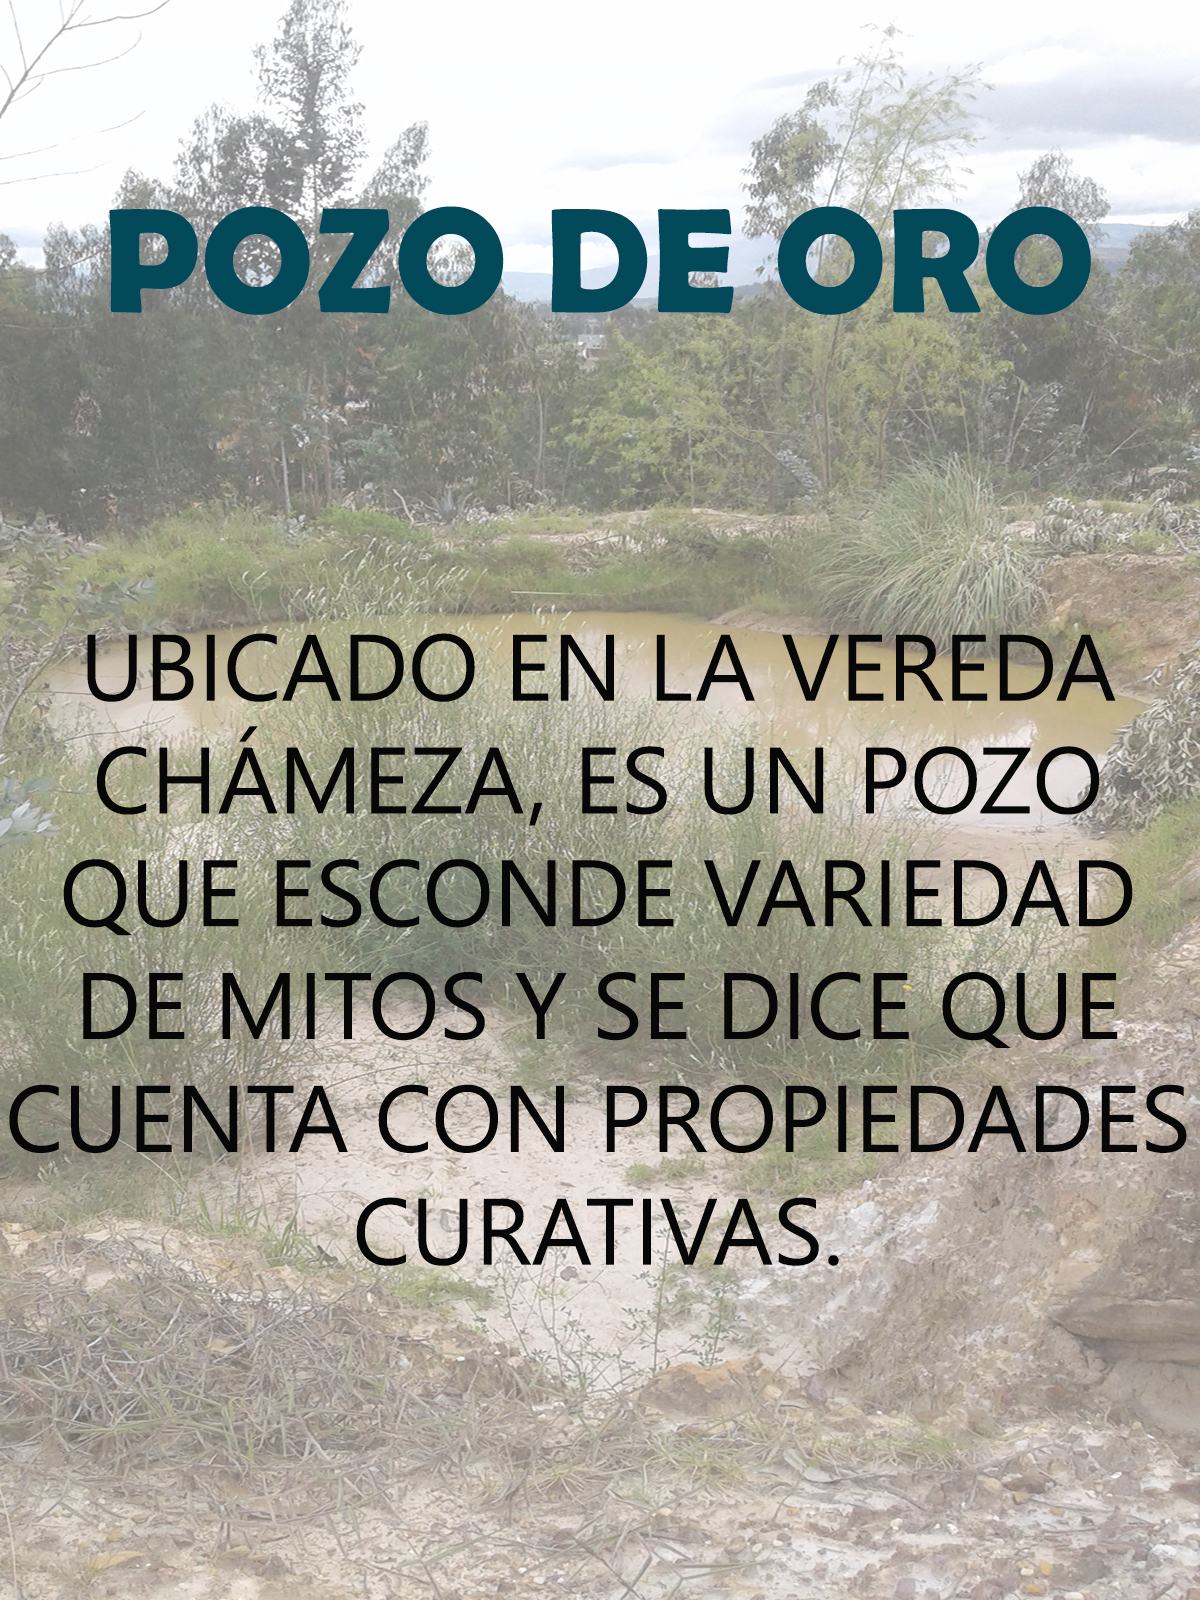 POZO DE ORO
UBICADO EN LA VEREDA
CHÁMEZA, ES UN POZO
QUE ESCONDE VARIEDAD
DE MITOS Y SE DICE QUE
CUENTA CON PROPIEDADES
CURATIVAS.